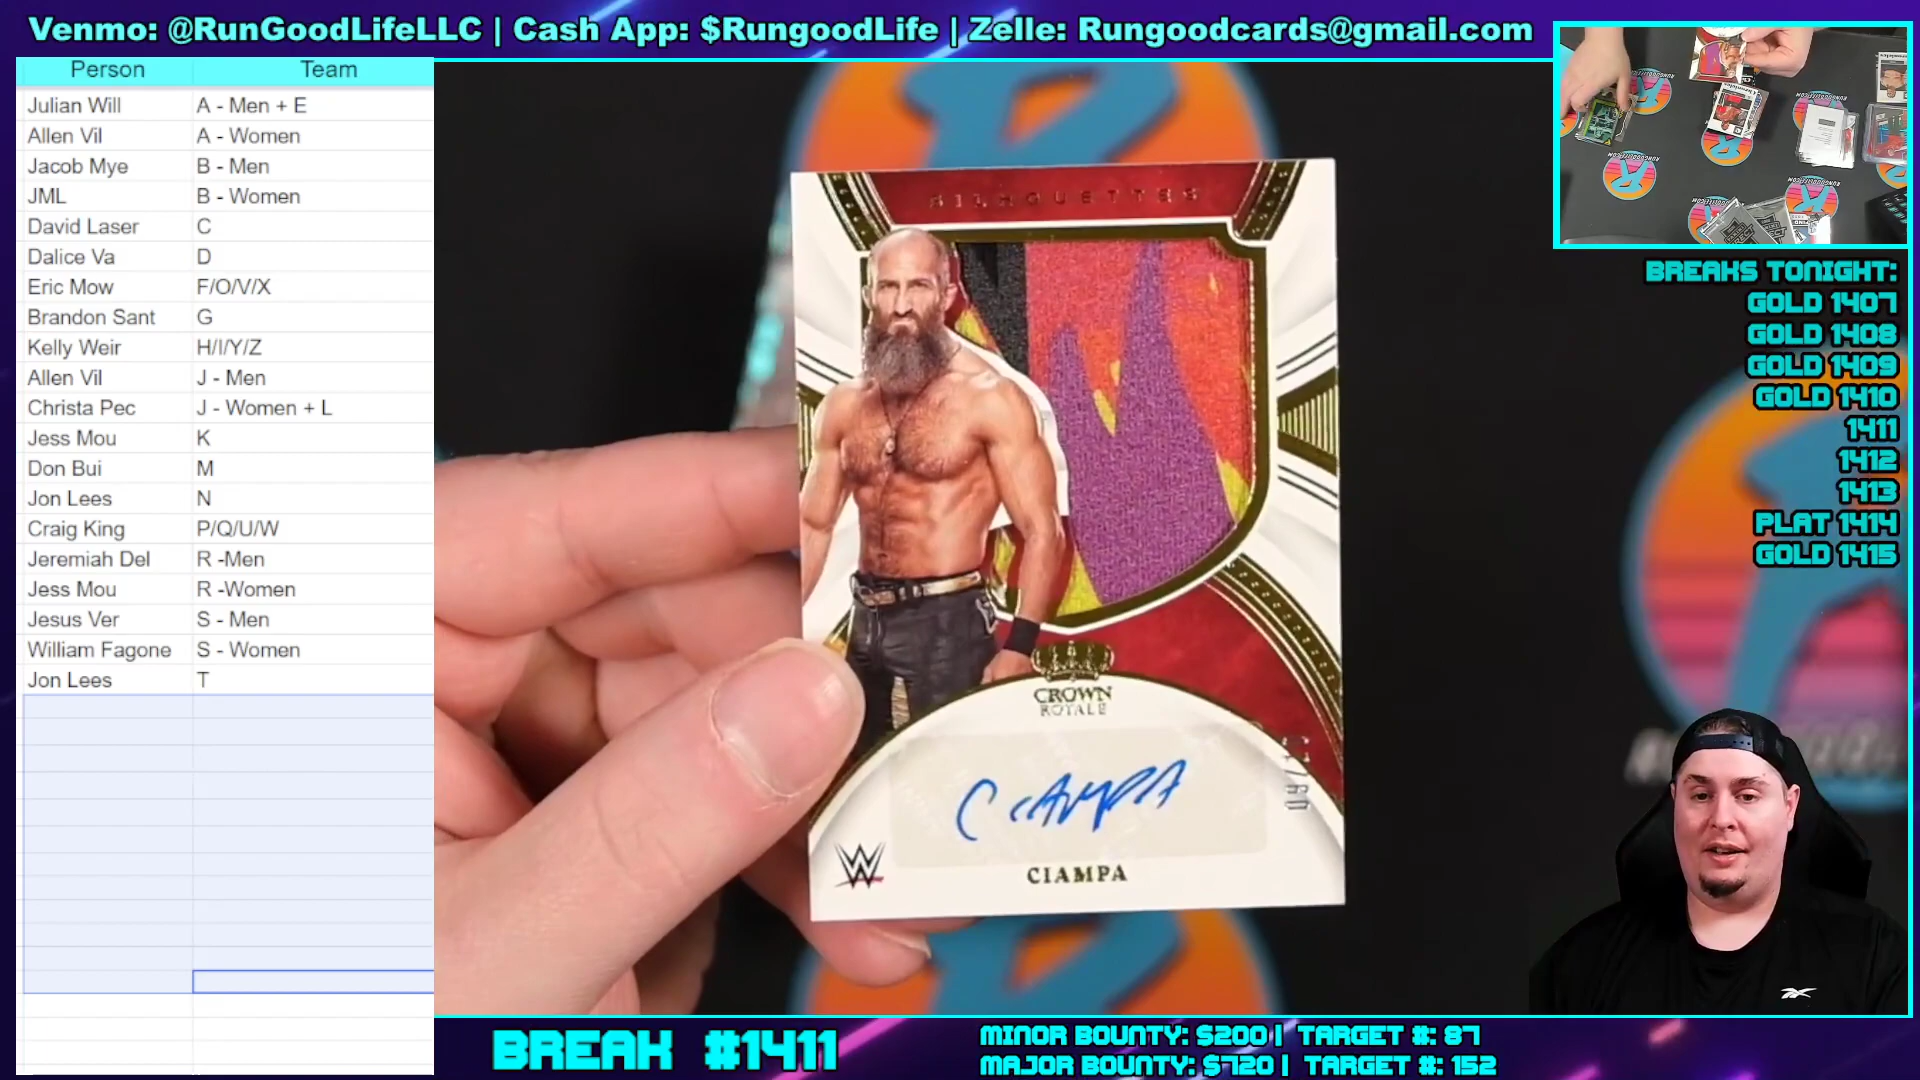 Venmo: @RunGoodLifeLLC | Cash App: $RungoodLife | Zelle: Rungoodcards@gmail.com
Person Team
Julian Will A - Men + E
Allen Vil A - Women
Jacob Mye B - Men
JML B - Women
David Laser C
Dalice Va D
Eric Mow F/O/V/X
Brandon Sant G
Kelly Weir H/I/Y/Z
Allen Vil J - Men
Christa Pec J - Women + L
Jess Mou K
Don Bui M
Jon Lees N
Craig King P/Q/U/W
Jeremiah Del R -Men
Jess Mou R -Women
Jesus Ver S - Men
William Fagone S - Women
Jon Lees T
SILHOUETTES
CROWN
ROYALE
CIAMPA
W
CIAMPA
BREAKS TONIGHT:
GOLD 1407
GOLD 1408
GOLD 1409
GOLD 1410
1411
1412
1413
PLAT 1414
GOLD 1415
BREAK #1411
MINOR BOUNTY: $200 | TARGET #: 87
MAJOR BOUNTY: $720 | TARGET #: 152